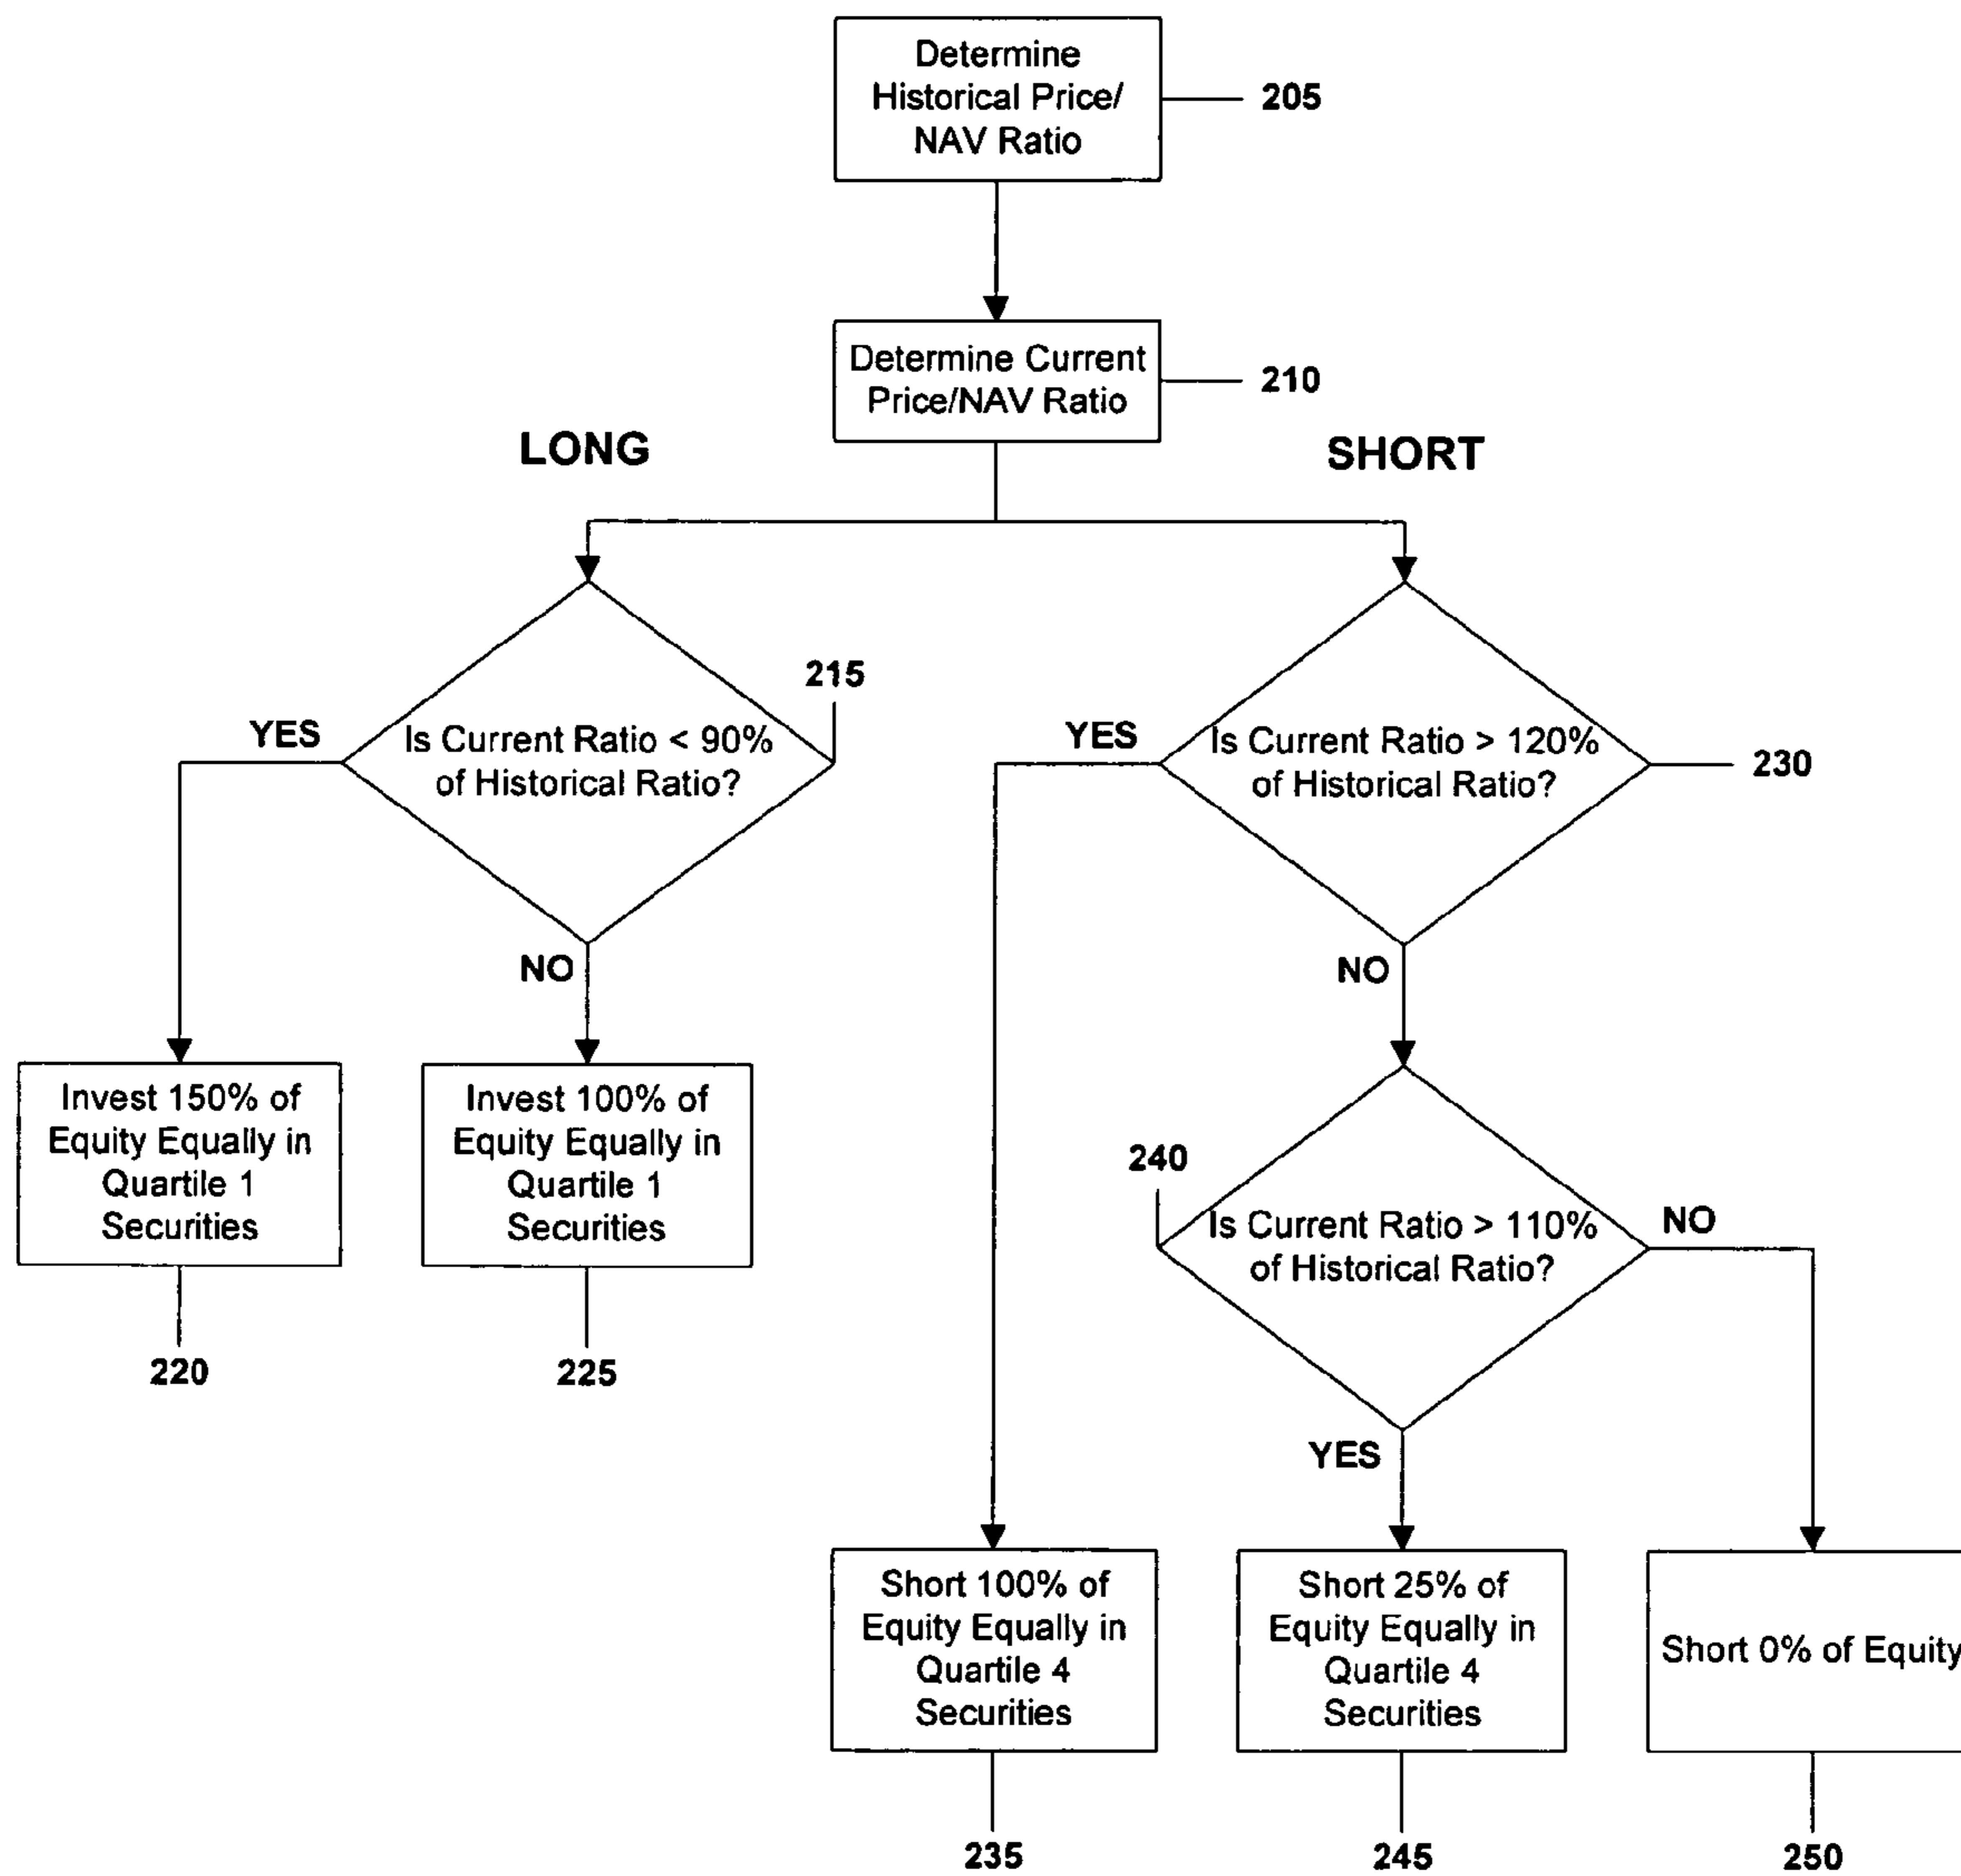 Determine
Historical Price/
NAV Ratio
205
Determine Current
Price/NAV Ratio
210
LONG
SHORT
215
YES
Is Current Ratio < 90%
of Historical Ratio?
NO
YES
Is Current Ratio > 120%
of Historical Ratio?
230
NO
Invest 150% of
Equity Equally in
Quartile 1
Securities
220
Invest 100% of
Equity Equally in
Quartile 1
Securities
225
240
Is Current Ratio > 110%
of Historical Ratio?
NO
YES
Short 100% of
Equity Equally in
Quartile 4
Securities
235
Short 25% of
Equity Equally in
Quartile 4
Securities
245
Short 0% of Equity
250